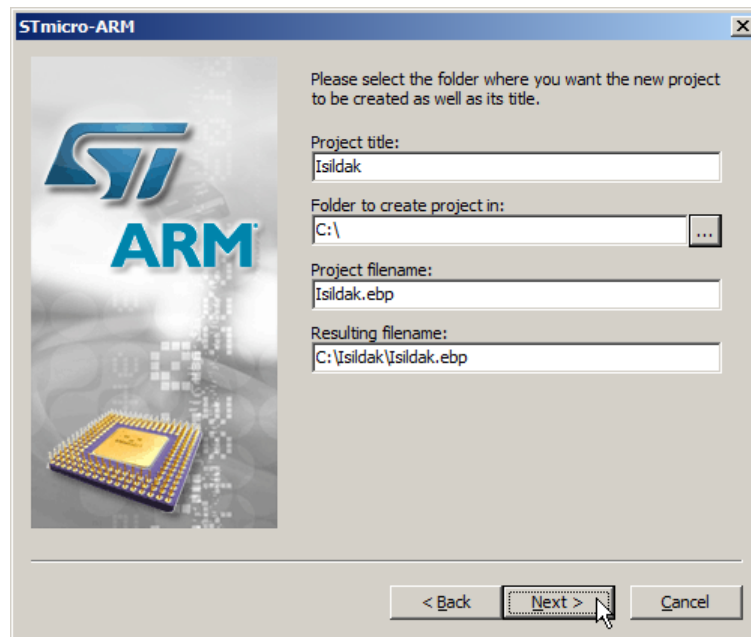 STmicro-ARM
ST
ARM
Please select the folder where you want the new project
to be created as well as its title.
Project title:
Isildak
Folder to create project in:
C:\
...
Project filename:
Isildak.ebp
Resulting filename:
C:\Isildak\Isildak.ebp
< Back
Next >
Cancel